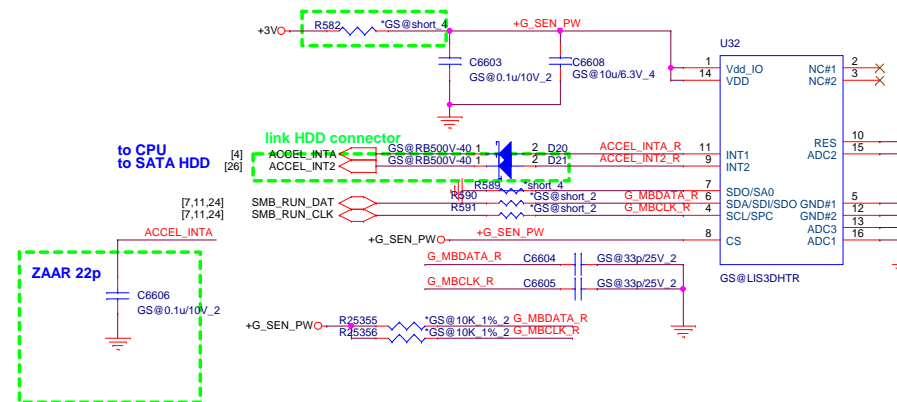 R582 *GS@short_4
+3V
+G_SEN_PW
U32
C6603
GS@0.1u/10V_2
C6608
GS@10u/6.3V_4
1 Vdd_IO NC#1 2
14 VDD NC#2 3
link HDD connector
to CPU
to SATA HDD
[4] ACCEL_INTA GS@RB500V-40 1 2 D20 ACCEL_INTA_R 11 INT1
[26] ACCEL_INT2 GS@RB500V-40 1 2 D21 ACCEL_INT2_R 9 INT2
RES 10
ADC2 15
R589 *short_4 7 SDO/SA0
[7,11,24] SMB_RUN_DAT R590 *GS@short_2 G_MBDATA_R 6 SDA/SDI/SDO GND#1 5
[7,11,24] SMB_RUN_CLK R591 *GS@short_2 G_MBCLK_R 4 SCL/SPC GND#2 12
ADC3 13
+G_SEN_PW +G_SEN_PW 8 CS ADC1 16
ACCEL_INTA
G_MBDATA_R C6604 GS@33p/25V_2
G_MBCLK_R C6605 GS@33p/25V_2
GS@LIS3DHTR
ZAAR 22p
C6606
GS@0.1u/10V_2
+G_SEN_PW R25355 *GS@10K_1%_2 G_MBDATA_R
R25356 *GS@10K_1%_2 G_MBCLK_R